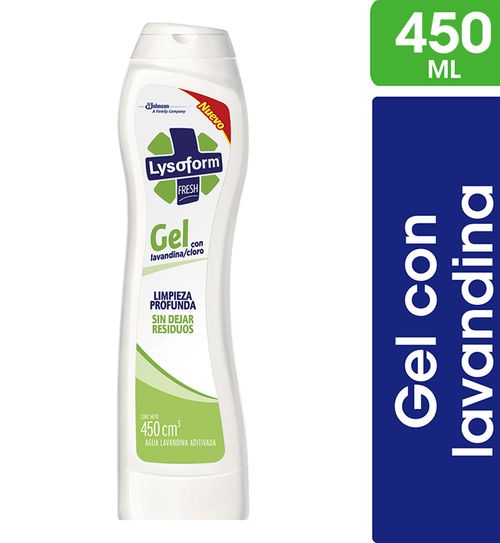 450
ML
Gel con
lavandina
SC Johnson
A Family Company
Nuevo
Lysoform
FRESH
Gel con
lavandina/cloro
LIMPIEZA
PROFUNDA
SIN DEJAR
RESIDUOS
CONT. NETO
450 cm³
AGUA LAVANDINA ADITIVADA